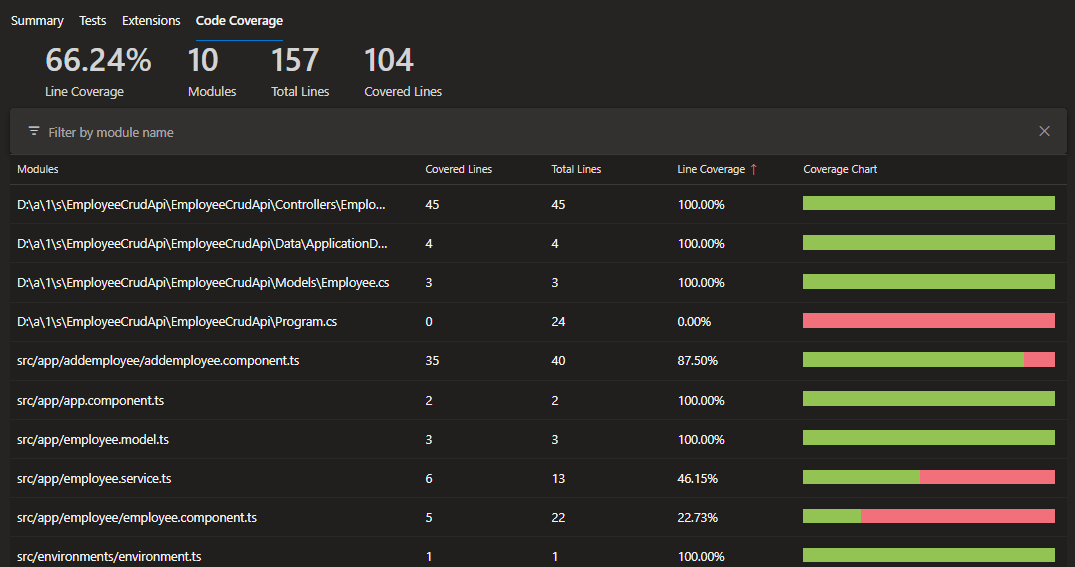 Summary Tests Extensions Code Coverage
66.24% 10 157 104
Line Coverage Modules Total Lines Covered Lines
Filter by module name
Modules Covered Lines Total Lines Line Coverage ↑ Coverage Chart
D:\a\1\s\EmployeeCrudApi\EmployeeCrudApi\Controllers\Emplo... 45 45 100.00%
D:\a\1\s\EmployeeCrudApi\EmployeeCrudApi\Data\ApplicationD... 4 4 100.00%
D:\a\1\s\EmployeeCrudApi\EmployeeCrudApi\Models\Employee.cs 3 3 100.00%
D:\a\1\s\EmployeeCrudApi\EmployeeCrudApi\Program.cs 0 24 0.00%
src/app/addemployee/addemployee.component.ts 35 40 87.50%
src/app/app.component.ts 2 2 100.00%
src/app/employee.model.ts 3 3 100.00%
src/app/employee.service.ts 6 13 46.15%
src/app/employee/employee.component.ts 5 22 22.73%
src/environments/environment.ts 1 1 100.00%